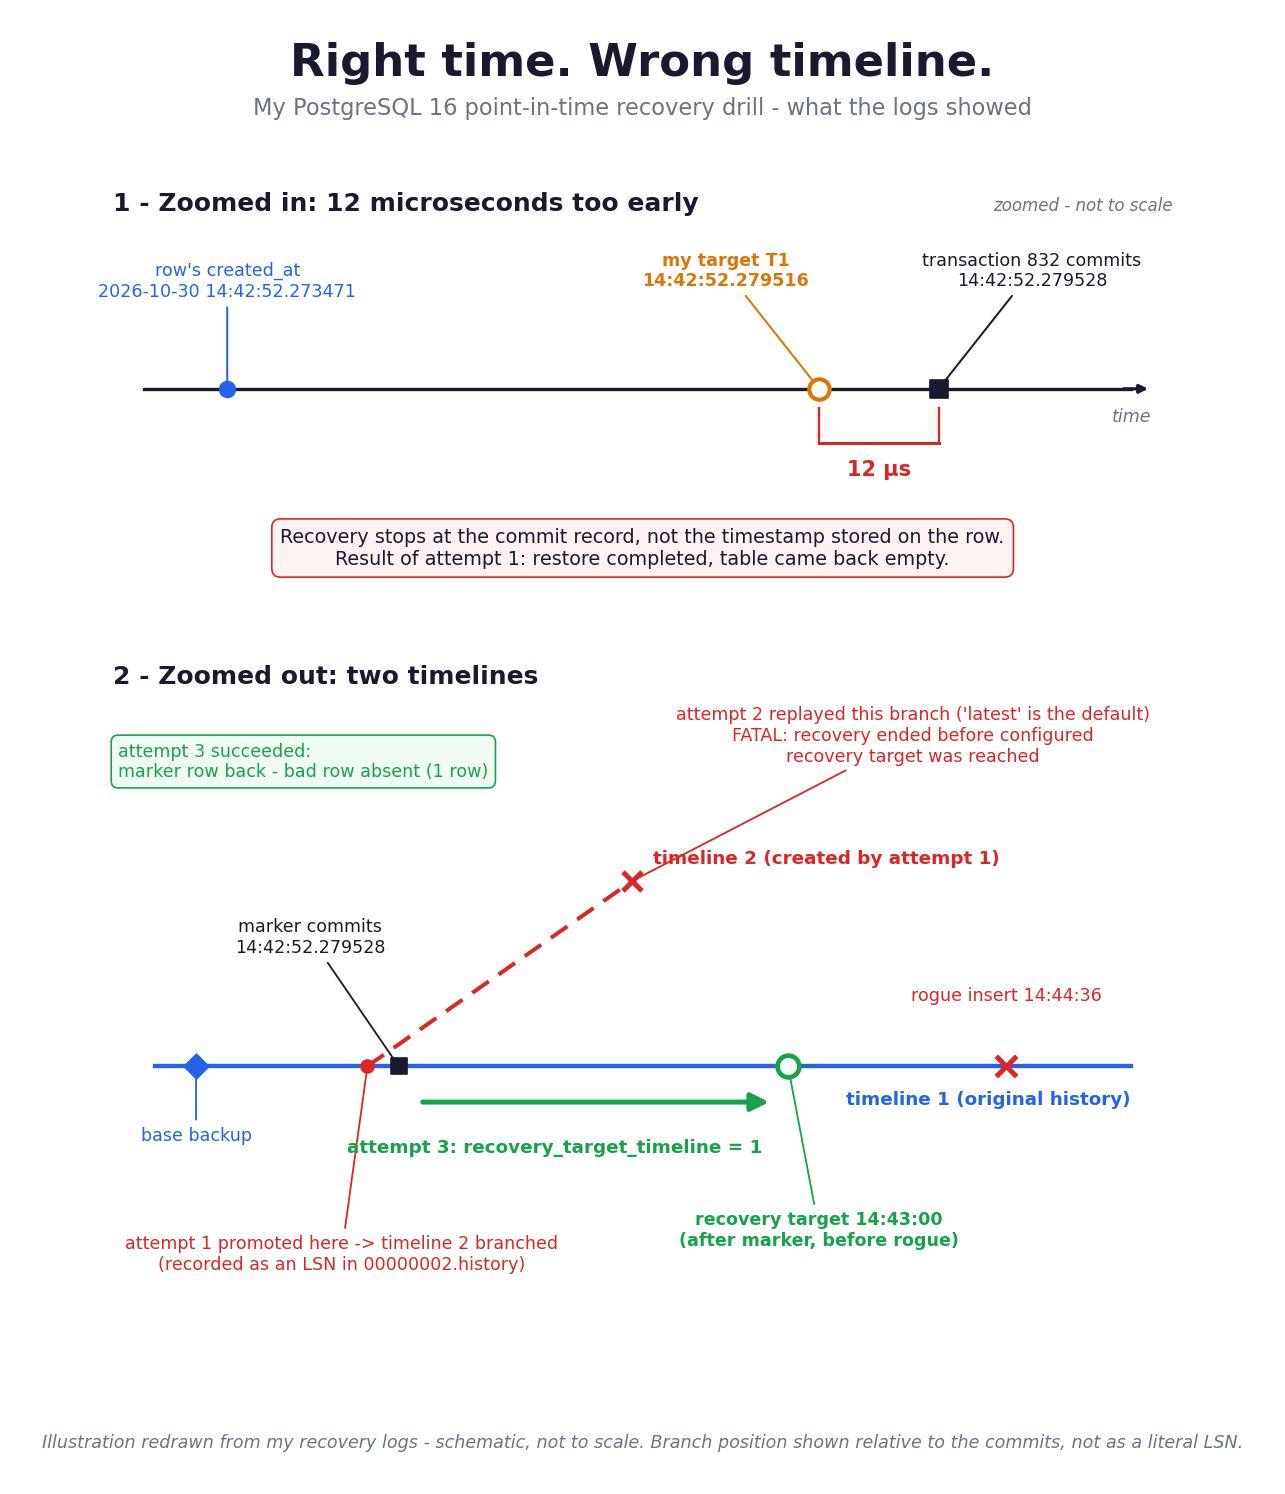 Right time. Wrong timeline.
My PostgreSQL 16 point-in-time recovery drill - what the logs showed
1 - Zoomed in: 12 microseconds too early
zoomed - not to scale
row's created_at
2026-10-30 14:42:52.273471
my target T1
14:42:52.279516
transaction 832 commits
14:42:52.279528
time
12 µs
Recovery stops at the commit record, not the timestamp stored on the row.
Result of attempt 1: restore completed, table came back empty.
2 - Zoomed out: two timelines
attempt 2 replayed this branch ('latest' is the default)
FATAL: recovery ended before configured
recovery target was reached
attempt 3 succeeded:
marker row back - bad row absent (1 row)
timeline 2 (created by attempt 1)
marker commits
14:42:52.279528
rogue insert 14:44:36
timeline 1 (original history)
base backup
attempt 3: recovery_target_timeline = 1
recovery target 14:43:00
(after marker, before rogue)
attempt 1 promoted here -> timeline 2 branched
(recorded as an LSN in 00000002.history)
Illustration redrawn from my recovery logs - schematic, not to scale. Branch position shown relative to the commits, not as a literal LSN.